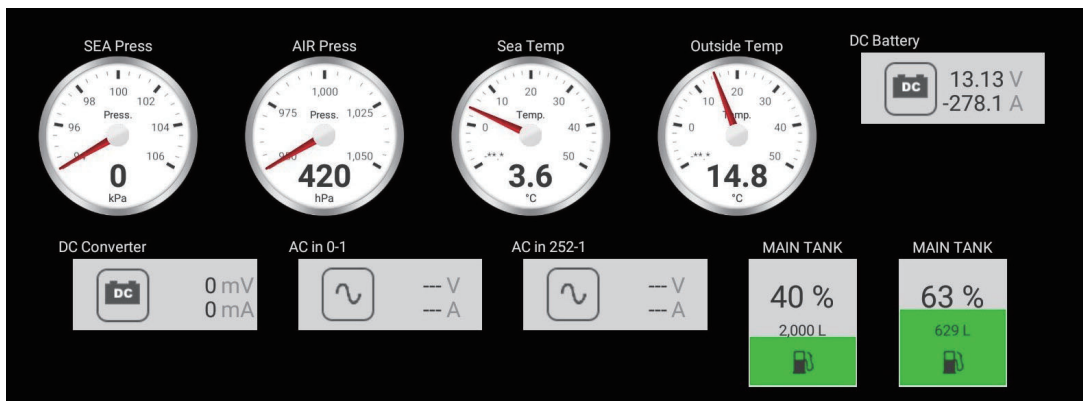 SEA Press
98 100 102
96 Press. 104
94 106
0
kPa
AIR Press
1,000
975 Press. 1,025
950 1,050
420
hPa
Sea Temp
10 20 30
0 Temp. 40
-**.* 50
3.6
°C
Outside Temp
10 20 30
0 Temp. 40
-**.* 50
14.8
°C
DC Battery
DC 13.13 V
-278.1 A
DC Converter
DC 0 mV
0 mA
AC in 0-1
--- V
--- A
AC in 252-1
--- V
--- A
MAIN TANK
40 %
2,000 L
MAIN TANK
63 %
629 L